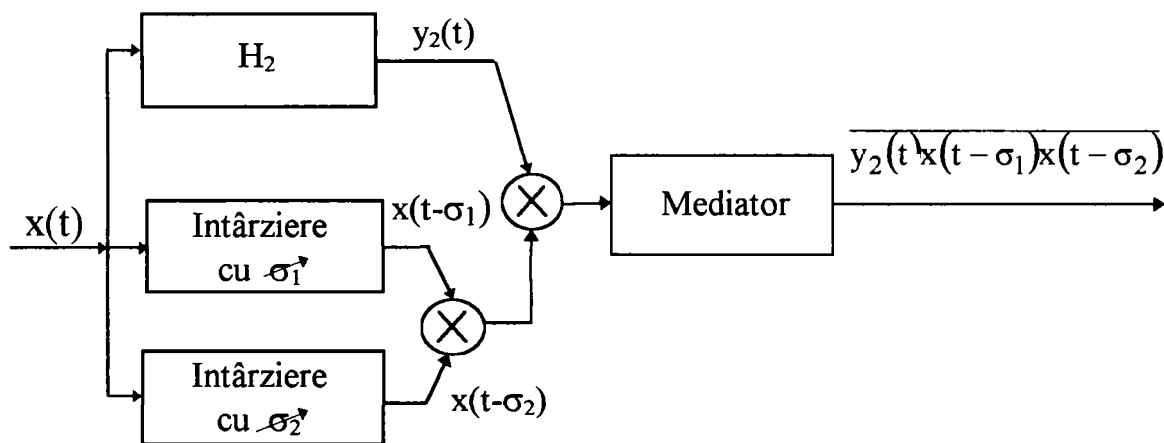 H₂
y₂(t)
x(t)
Intârziere
cu σ₁
x(t-σ₁)
Intârziere
cu σ₂
x(t-σ₂)
Mediator
y₂(t)x(t − σ₁)x(t − σ₂)